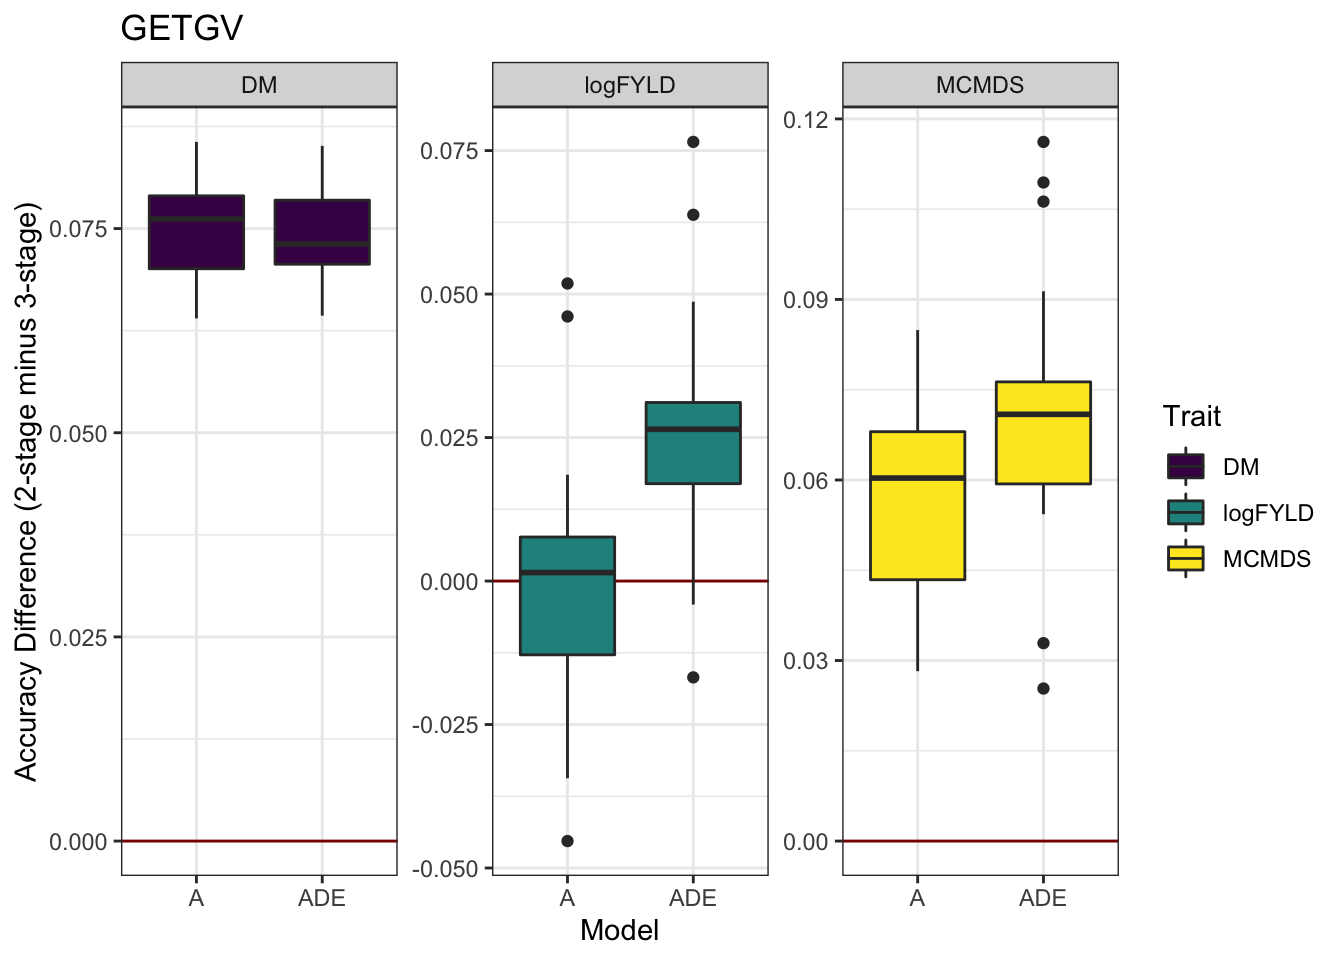 GETGV
DM
logFYLD
MCMDS
Accuracy Difference (2-stage minus 3-stage)
0.075
0.050
0.025
0.000
0.075
0.050
0.025
0.000
-0.025
-0.050
0.12
0.09
0.06
0.03
0.00
A
ADE
A
ADE
A
ADE
Model
Trait
DM
logFYLD
MCMDS